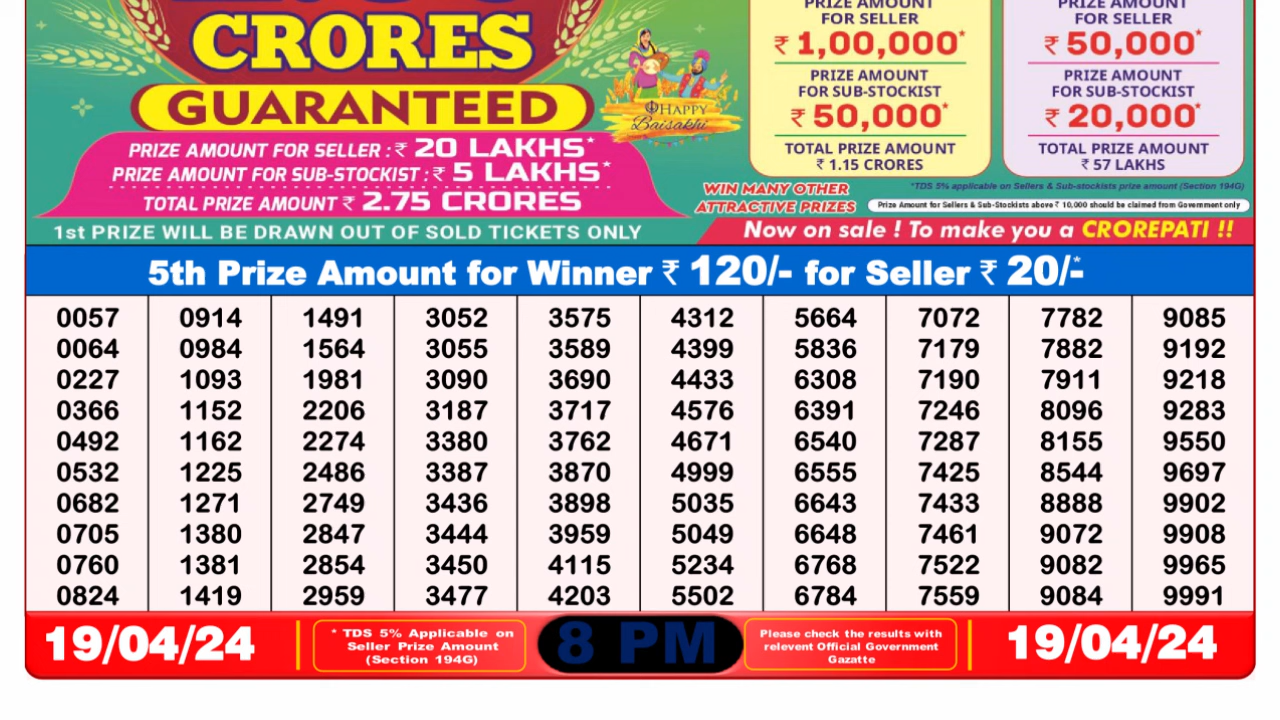 CRORES
GUARANTEED
PRIZE AMOUNT FOR SELLER : ₹ 20 LAKHS*
PRIZE AMOUNT FOR SUB-STOCKIST : ₹ 5 LAKHS*
TOTAL PRIZE AMOUNT ₹ 2.75 CRORES
1st PRIZE WILL BE DRAWN OUT OF SOLD TICKETS ONLY
HAPPY
Baisakhi
PRIZE AMOUNT
FOR SELLER
₹ 1,00,000*
PRIZE AMOUNT
FOR SUB-STOCKIST
₹ 50,000*
TOTAL PRIZE AMOUNT
₹ 1.15 CRORES
PRIZE AMOUNT
FOR SELLER
₹ 50,000*
PRIZE AMOUNT
FOR SUB-STOCKIST
₹ 20,000*
TOTAL PRIZE AMOUNT
₹ 57 LAKHS
WIN MANY OTHER
ATTRACTIVE PRIZES
*TDS 5% applicable on Sellers & Sub-stockists prize amount (Section 194G)
Prize Amount for Sellers & Sub-Stockists above ₹ 10,000 should be claimed from Government only
Now on sale ! To make you a CROREPATI !!
5th Prize Amount for Winner ₹ 120/- for Seller ₹ 20/-*
0057 0914 1491 3052 3575 4312 5664 7072 7782 9085
0064 0984 1564 3055 3589 4399 5836 7179 7882 9192
0227 1093 1981 3090 3690 4433 6308 7190 7911 9218
0366 1152 2206 3187 3717 4576 6391 7246 8096 9283
0492 1162 2274 3380 3762 4671 6540 7287 8155 9550
0532 1225 2486 3387 3870 4999 6555 7425 8544 9697
0682 1271 2749 3436 3898 5035 6643 7433 8888 9902
0705 1380 2847 3444 3959 5049 6648 7461 9072 9908
0760 1381 2854 3450 4115 5234 6768 7522 9082 9965
0824 1419 2959 3477 4203 5502 6784 7559 9084 9991
19/04/24
* TDS 5% Applicable on
Seller Prize Amount
(Section 194G)
8 PM
Please check the results with
relevent Official Government
Gazatte
19/04/24